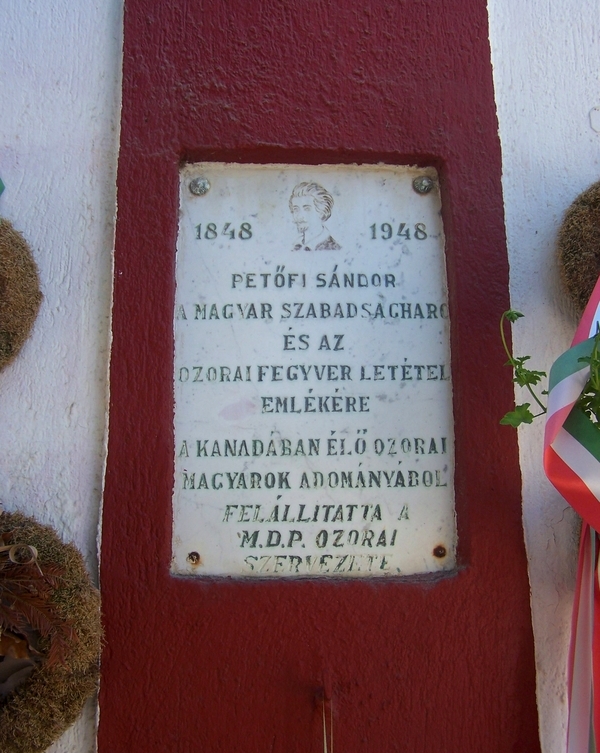 1848 1948
PETŐFI SÁNDOR
A MAGYAR SZABADSÁGHARC
ÉS AZ
OZORAI FEGYVER LETÉTEL
EMLÉKÉRE
A KANADÁBAN ÉLŐ OZORAI
MAGYAROK ADOMÁNYÁBOL
FELÁLLITATTA A
M.D.P. OZORAI
SZERVEZETE.